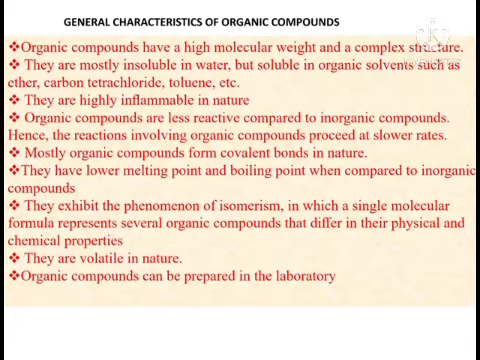 GENERAL CHARACTERISTICS OF ORGANIC COMPOUNDS
❖Organic compounds have a high molecular weight and a complex structure.
❖ They are mostly insoluble in water, but soluble in organic solvents such as
ether, carbon tetrachloride, toluene, etc.
❖ They are highly inflammable in nature
❖ Organic compounds are less reactive compared to inorganic compounds.
Hence, the reactions involving organic compounds proceed at slower rates.
❖ Mostly organic compounds form covalent bonds in nature.
❖They have lower melting point and boiling point when compared to inorganic
compounds
❖ They exhibit the phenomenon of isomerism, in which a single molecular
formula represents several organic compounds that differ in their physical and
chemical properties
❖ They are volatile in nature.
❖Organic compounds can be prepared in the laboratory